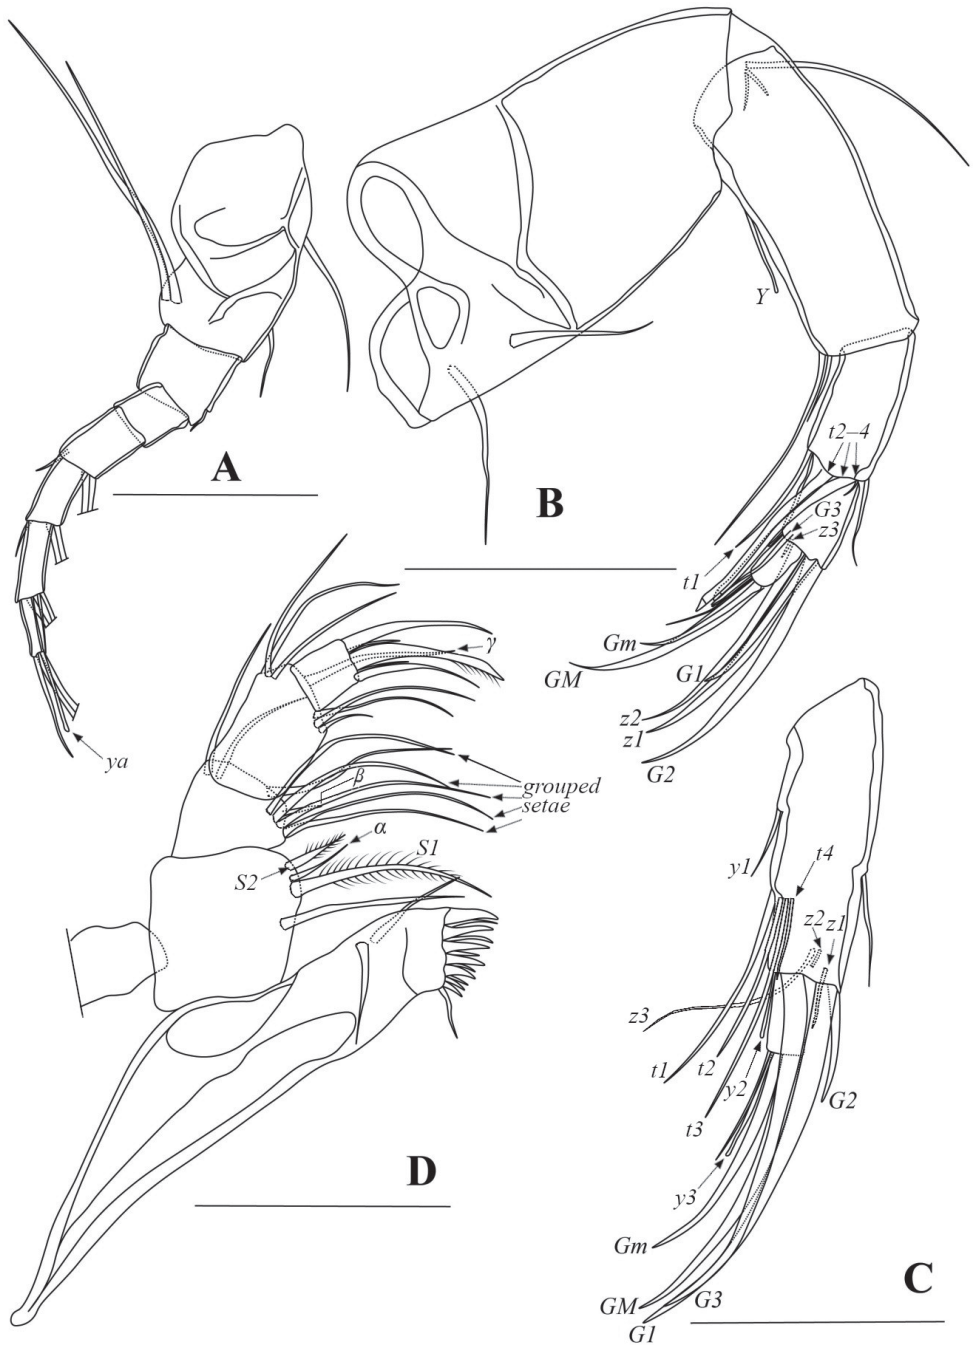 A
ya
B
Y
t2–4
G3
z3
t1
Gm
GM
G1
z2
z1
G2
D
γ
grouped
setae
β
α
S1
S2
C
y1
t4
z2
z1
z3
t1
t2
y2
t3
G2
y3
Gm
GM
G3
G1